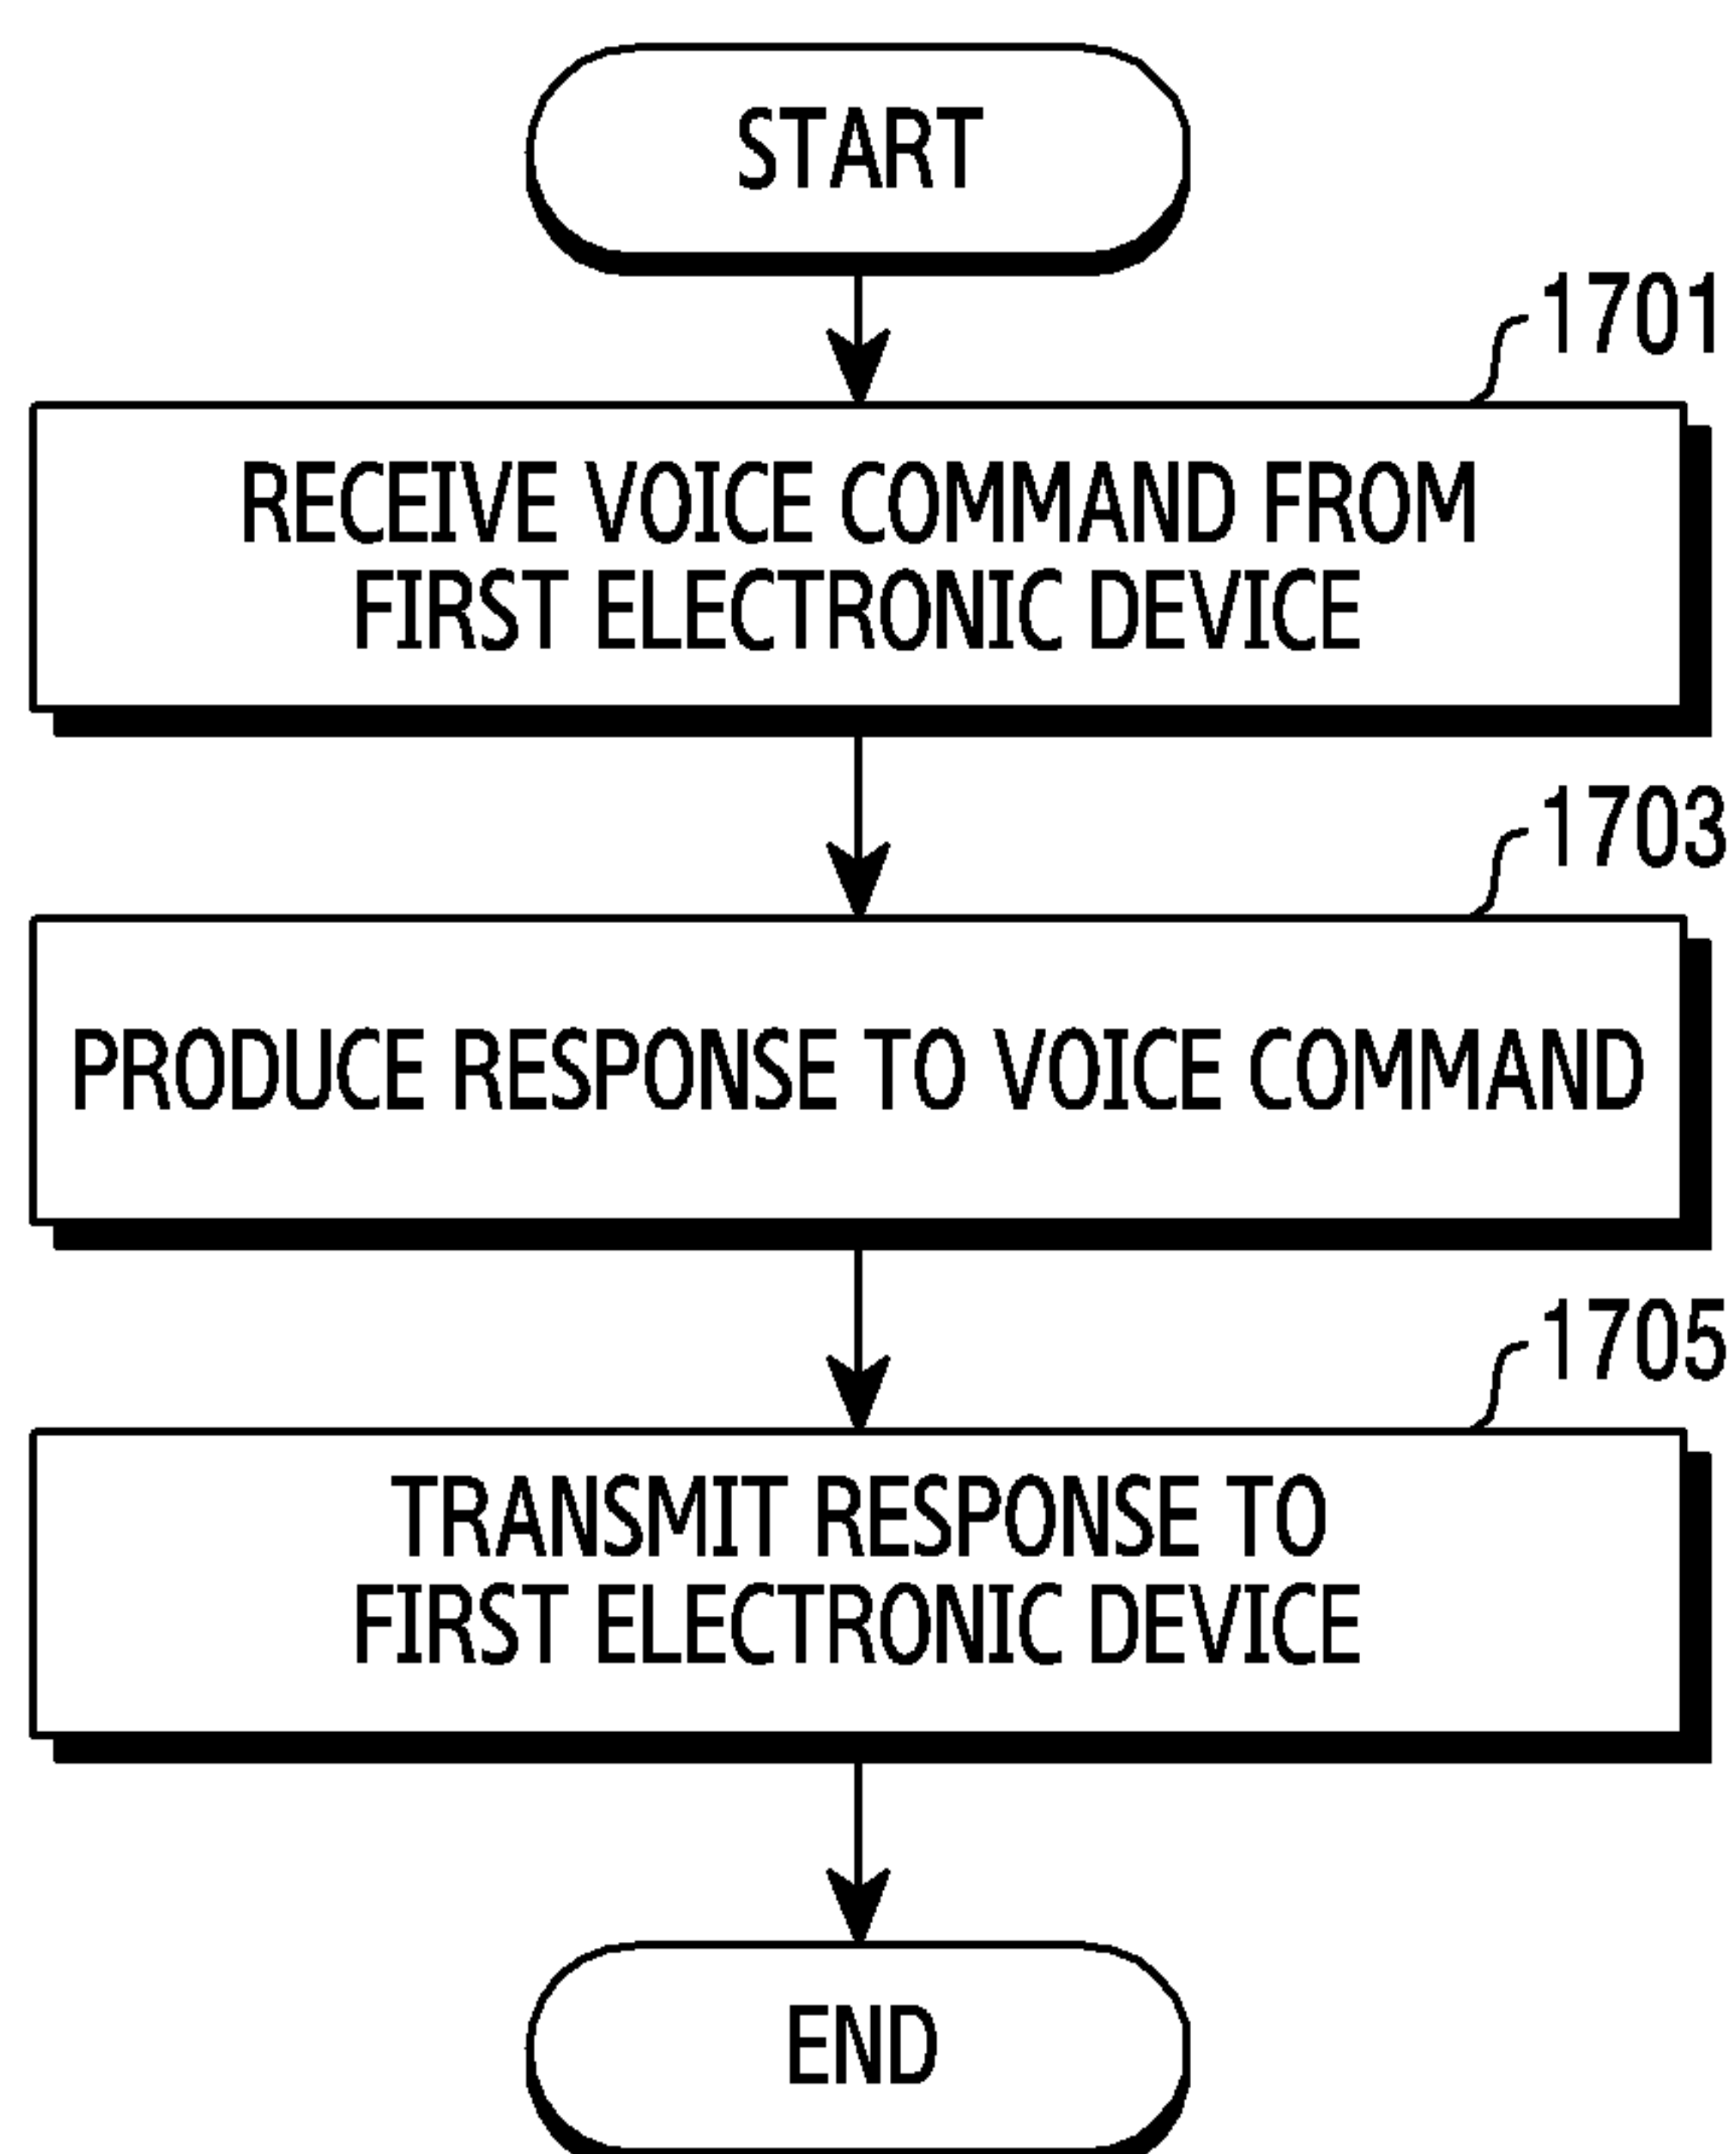 START
1701
RECEIVE VOICE COMMAND FROM
FIRST ELECTRONIC DEVICE
1703
PRODUCE RESPONSE TO VOICE COMMAND
1705
TRANSMIT RESPONSE TO
FIRST ELECTRONIC DEVICE
END